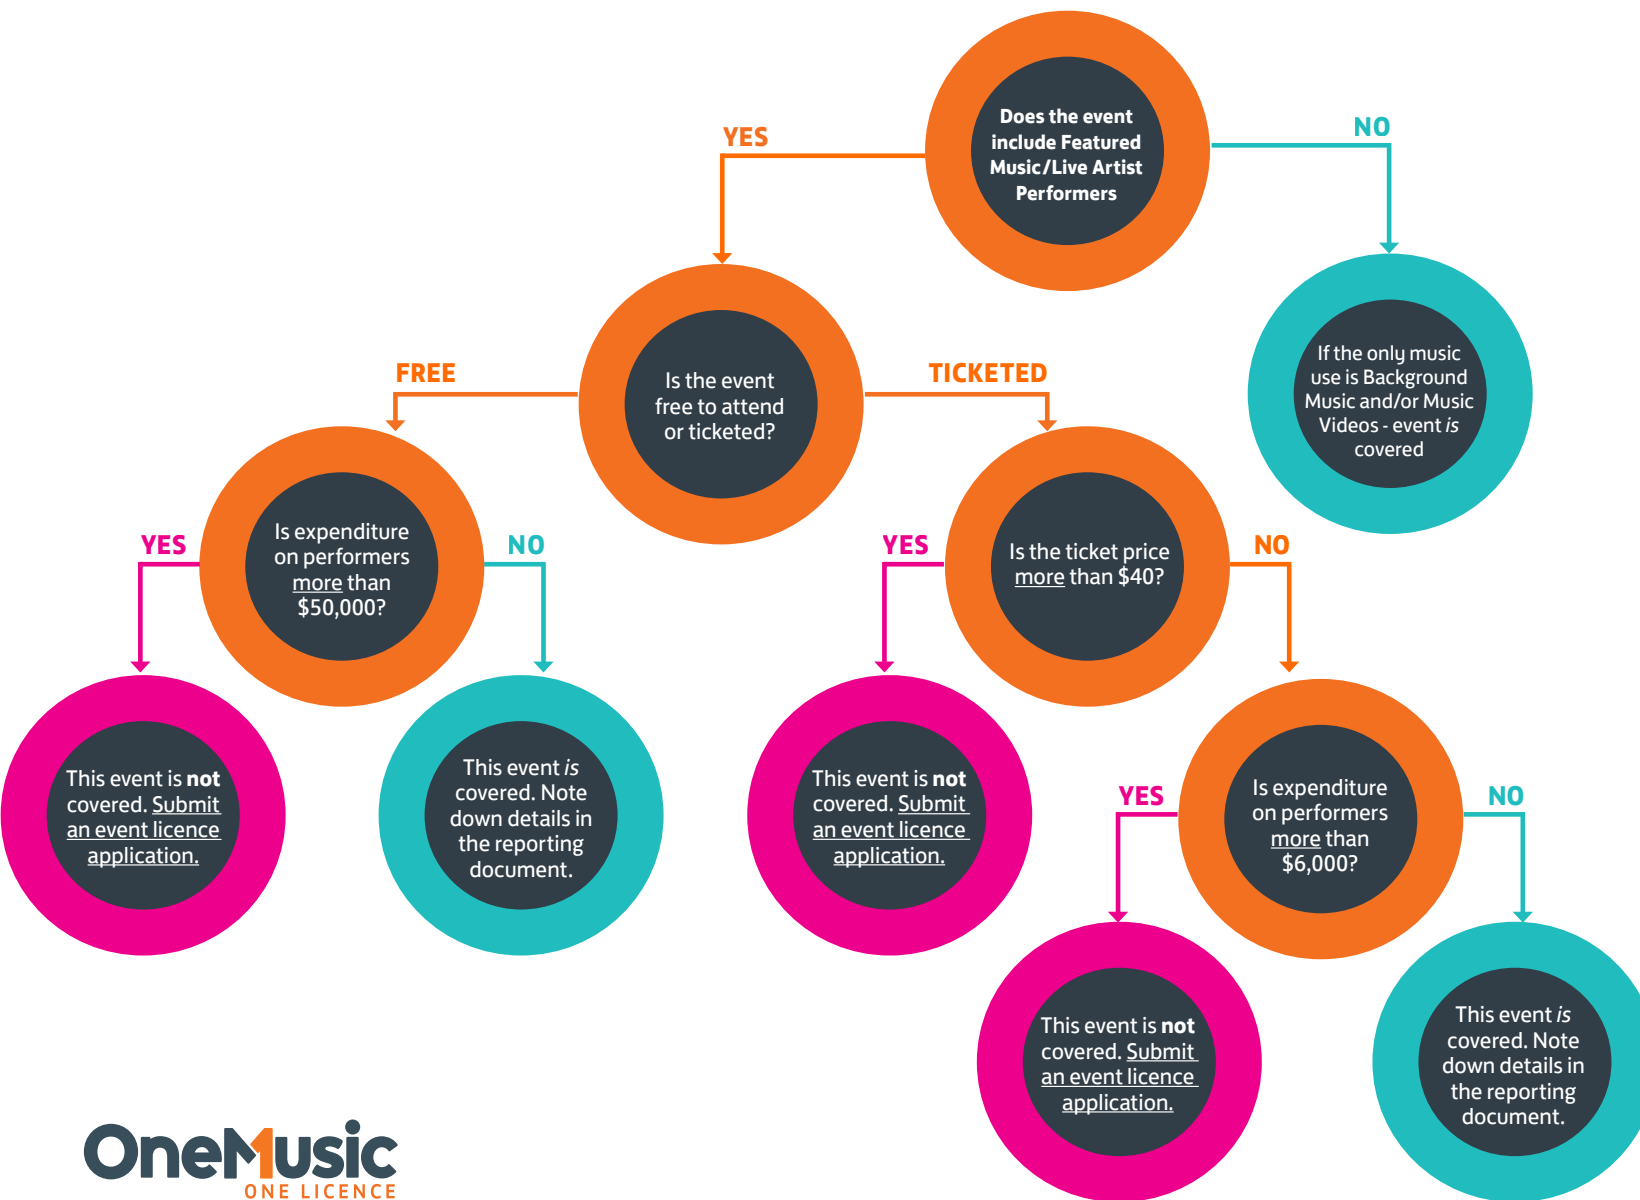 Does the event
include Featured
Music/Live Artist
Performers
YES
NO
Is the event
free to attend
or ticketed?
If the only music
use is Background
Music and/or Music
Videos - event is
covered
FREE
TICKETED
Is expenditure
on performers
more than
$50,000?
Is the ticket price
more than $40?
YES
NO
YES
NO
This event is not
covered. Submit
an event licence
application.
This event is
covered. Note
down details in
the reporting
document.
This event is not
covered. Submit
an event licence
application.
Is expenditure
on performers
more than
$6,000?
YES
NO
This event is not
covered. Submit
an event licence
application.
This event is
covered. Note
down details in
the reporting
document.
OneMusic
ONE LICENCE